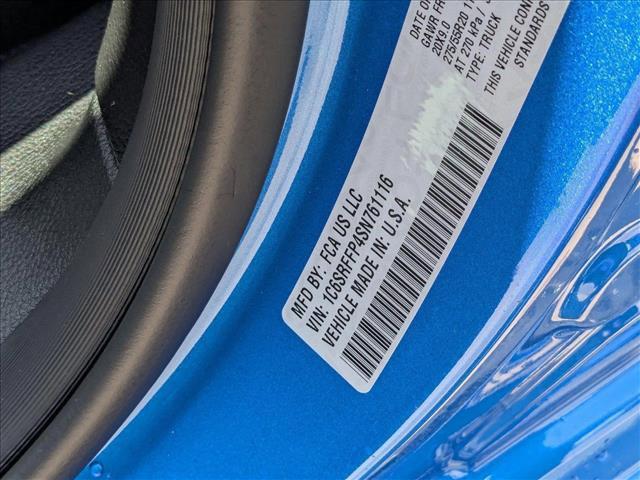 MFD BY: FCA US LLC
VIN: 1C6SRFFP4SN761116
VEHICLE MADE IN: U.S.A.
DATE O
GAWR FR
20X9.0
275/55R20
AT 270 kPa /
TYPE: TRUCK
THIS VEHICLE CON
STANDARDS